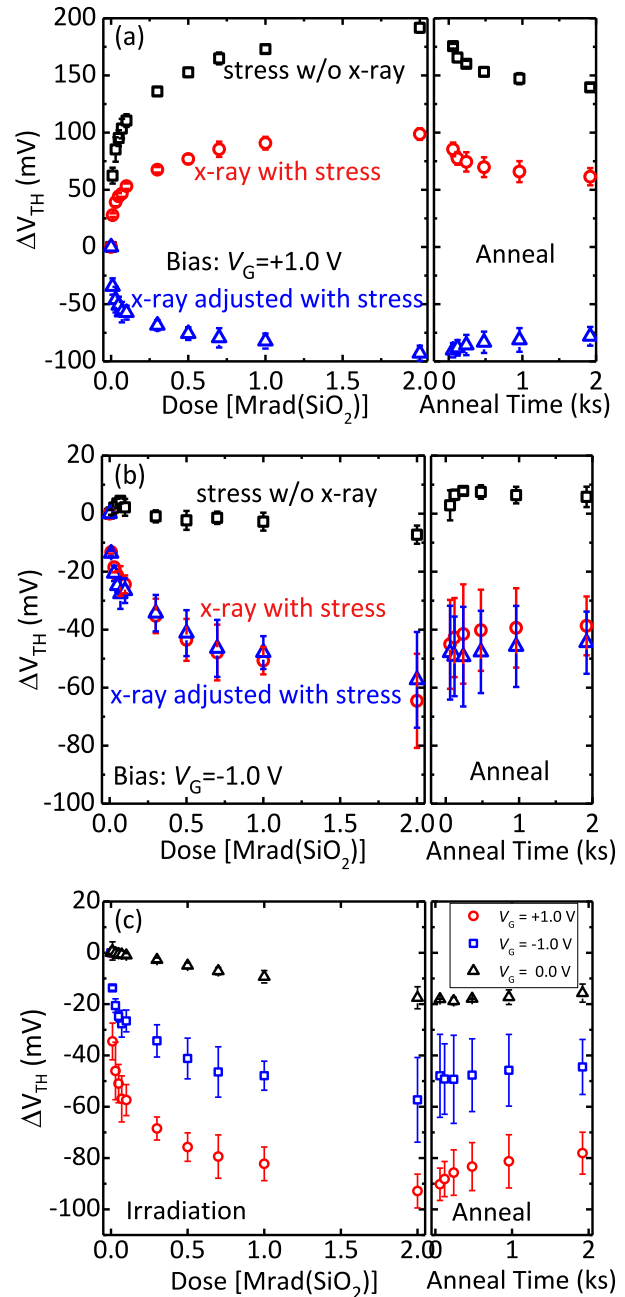 200
150
100
50
0
-50
-100
ΔV_TH (mV)
(a)
stress w/o x-ray
x-ray with stress
Bias: V_G=+1.0 V
x-ray adjusted with stress
Anneal
0.0 0.5 1.0 1.5 2.0
0 1 2
Dose [Mrad(SiO₂)]
Anneal Time (ks)
20
0
-20
-40
-60
-80
-100
ΔV_TH (mV)
(b)
stress w/o x-ray
x-ray with stress
x-ray adjusted with stress
Bias: V_G=-1.0 V
Anneal
0.0 0.5 1.0 1.5 2.0
0 1 2
Dose [Mrad(SiO₂)]
Anneal Time (ks)
20
0
-20
-40
-60
-80
-100
ΔV_TH (mV)
(c)
V_G = +1.0 V
V_G = -1.0 V
V_G = 0.0 V
Irradiation
Anneal
0.0 0.5 1.0 1.5 2.0
0 1 2
Dose [Mrad(SiO₂)]
Anneal Time (ks)